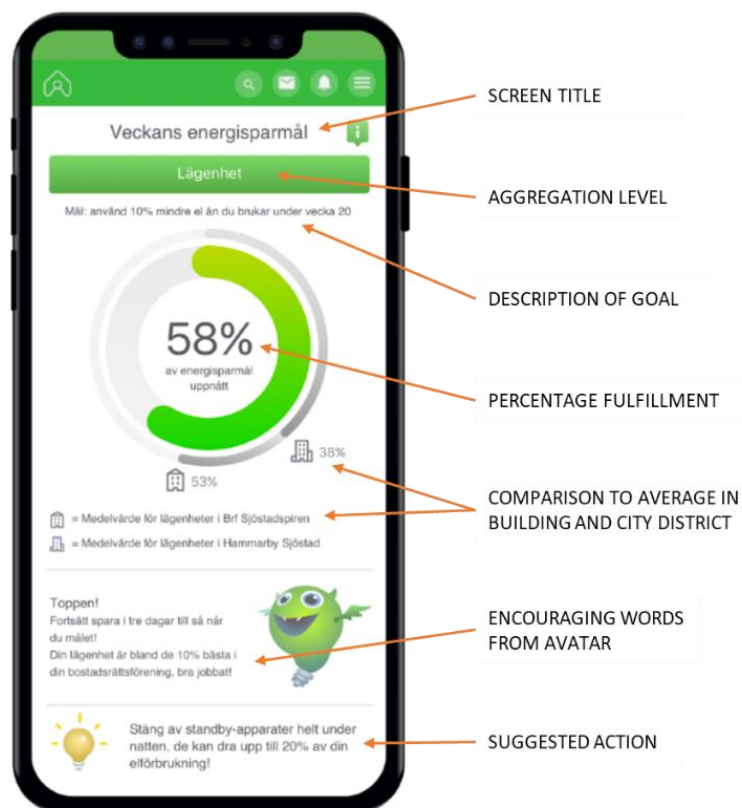 Veckans energisparmål
i
Lägenhet
Mål: använd 10% mindre el än du brukar under vecka 20
58%
av energisparmål
uppnått
38%
53%
= Medelvärde för lägenheter i Brf Sjöstadspiren
= Medelvärde för lägenheter i Hammarby Sjöstad
Toppen!
Fortsätt spara i tre dagar till så når
du målet!
Din lägenhet är bland de 10% bästa i
din bostadsrättsförening, bra jobbat!
Stäng av standby-apparater helt under
natten, de kan dra upp till 20% av din
elförbrukning!
SCREEN TITLE
AGGREGATION LEVEL
DESCRIPTION OF GOAL
PERCENTAGE FULFILLMENT
COMPARISON TO AVERAGE IN
BUILDING AND CITY DISTRICT
ENCOURAGING WORDS
FROM AVATAR
SUGGESTED ACTION